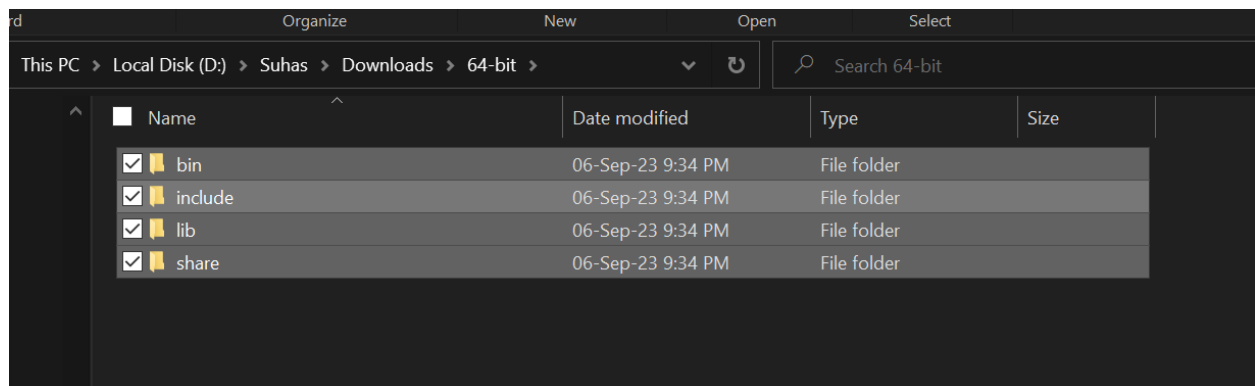 rd Organize New Open Select
This PC > Local Disk (D:) > Suhas > Downloads > 64-bit > Search 64-bit
Name Date modified Type Size
bin 06-Sep-23 9:34 PM File folder
include 06-Sep-23 9:34 PM File folder
lib 06-Sep-23 9:34 PM File folder
share 06-Sep-23 9:34 PM File folder